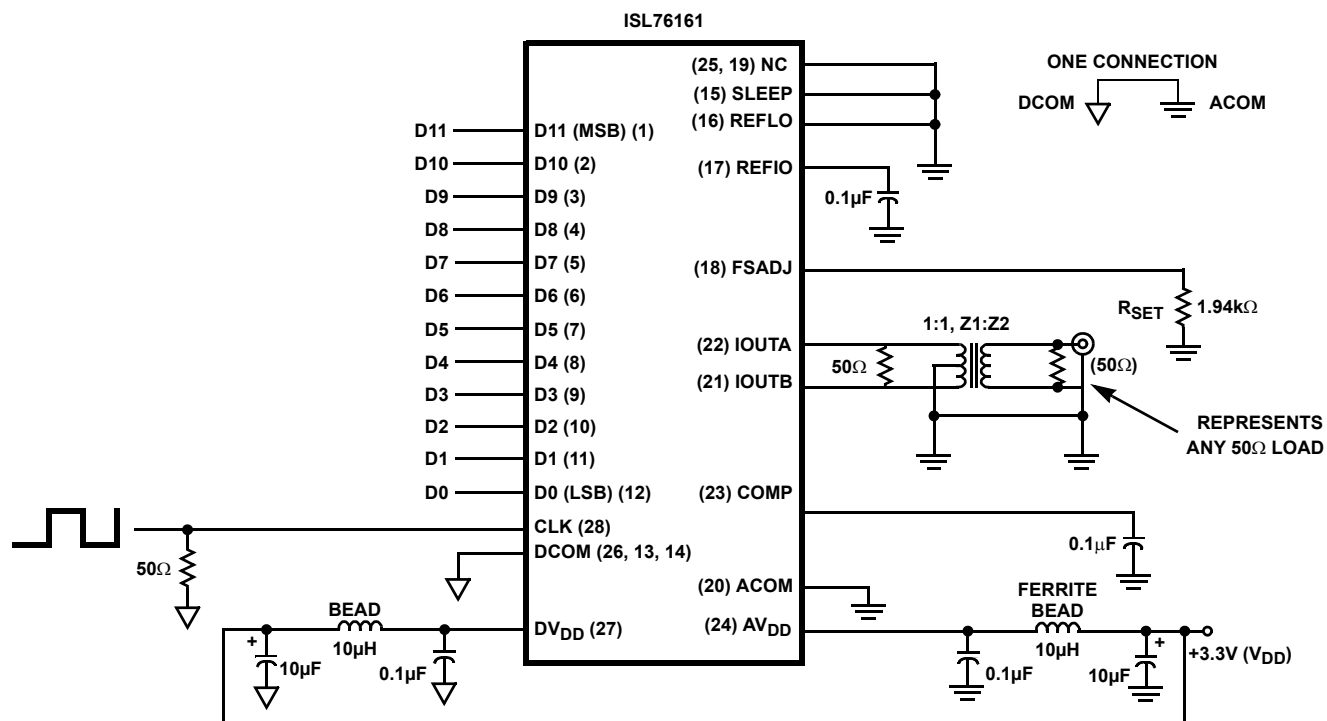 ISL76161
(25, 19) NC
(15) SLEEP
(16) REFLO
ONE CONNECTION
DCOM
ACOM
D11
D11 (MSB) (1)
D10
D10 (2)
(17) REFIO
0.1µF
D9
D9 (3)
D8
D8 (4)
D7
D7 (5)
(18) FSADJ
D6
D6 (6)
RSET
1.94kΩ
D5
D5 (7)
1:1, Z1:Z2
(22) IOUTA
D4
D4 (8)
50Ω
(50Ω)
(21) IOUTB
D3
D3 (9)
D2
D2 (10)
REPRESENTS
ANY 50Ω LOAD
D1
D1 (11)
D0
D0 (LSB) (12)
(23) COMP
CLK (28)
DCOM (26, 13, 14)
50Ω
0.1µF
(20) ACOM
BEAD
FERRITE
BEAD
DVDD (27)
(24) AVDD
+
10µH
10µF
0.1µF
10µH
+
+3.3V (VDD)
0.1µF
10µF